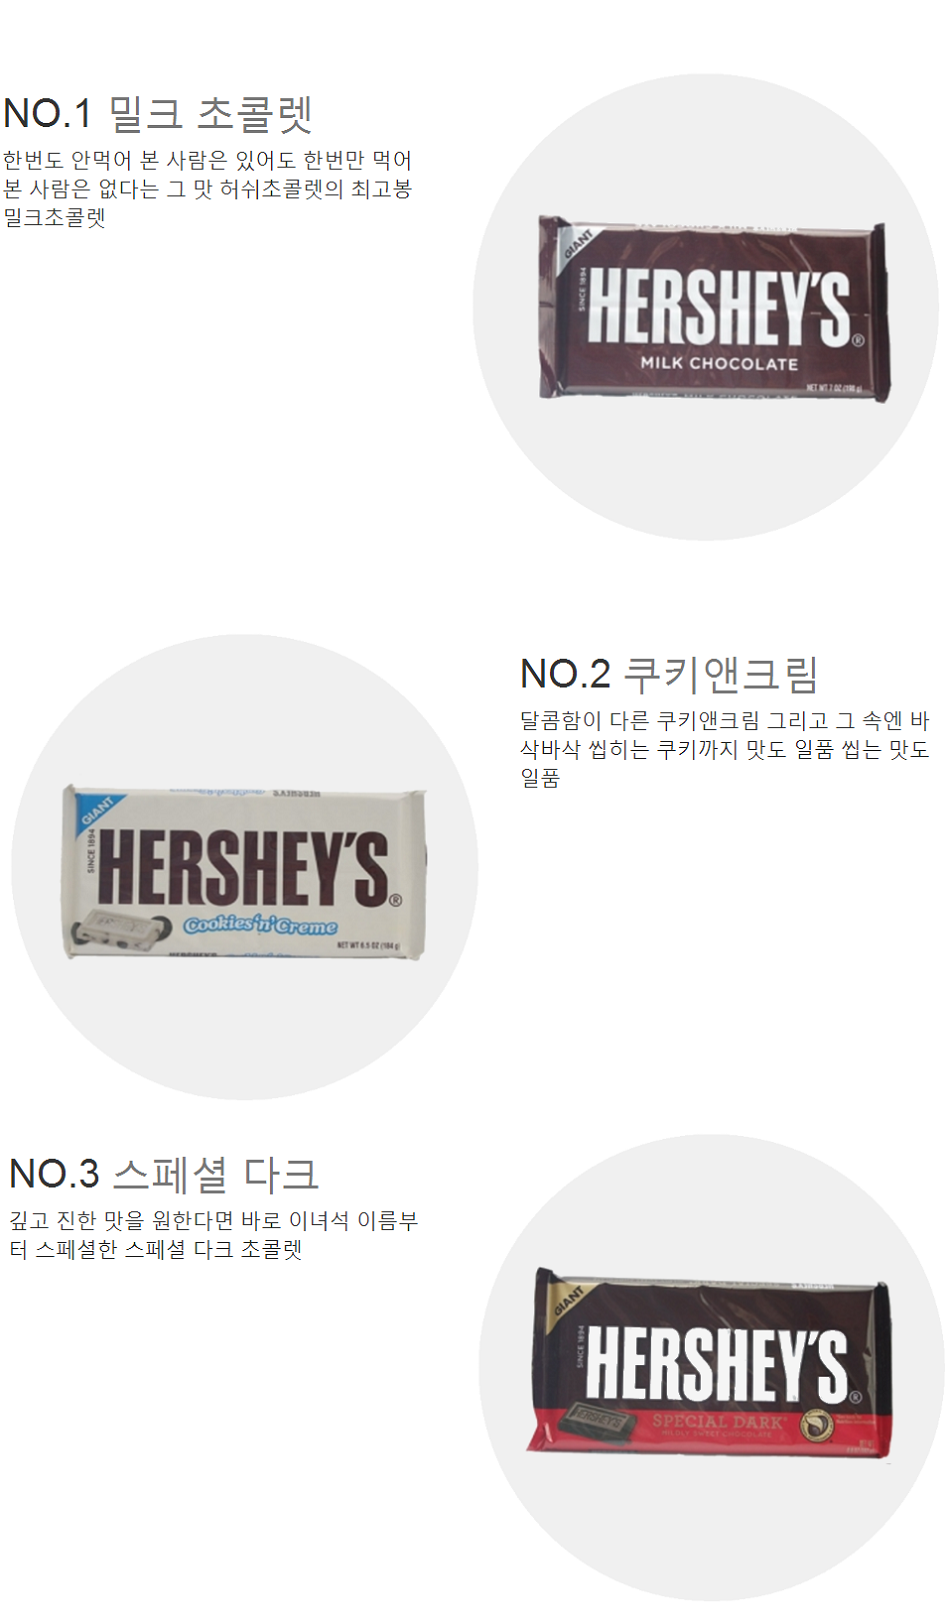 NO.1 밀크 초콜렛
한번도 안먹어 본 사람은 있어도 한번만 먹어
본 사람은 없다는 그 맛 허쉬초콜렛의 최고봉
밀크초콜렛
GIANT
SINCE 1894
HERSHEY'S®
MILK CHOCOLATE
NET WT 7 OZ (198 g)
NO.2 쿠키앤크림
달콤함이 다른 쿠키앤크림 그리고 그 속엔 바
삭바삭 씹히는 쿠키까지 맛도 일품 씹는 맛도
일품
GIANT
SINCE 1894
HERSHEY'S®
Cookies 'n' Creme
NET WT 6.5 OZ (184 g)
NO.3 스페셜 다크
깊고 진한 맛을 원한다면 바로 이녀석 이름부
터 스페셜한 스페셜 다크 초콜렛
GIANT
SINCE 1894
HERSHEY'S®
HERSHEY'S
SPECIAL DARK
MILDLY SWEET CHOCOLATE